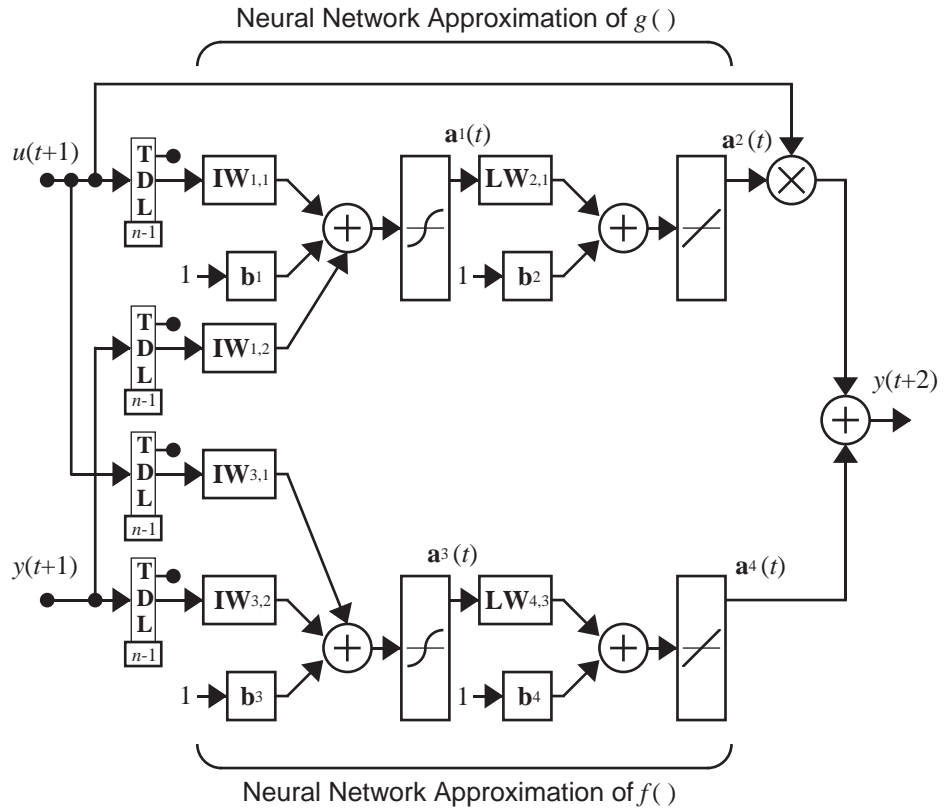 Neural Network Approximation of g ( )
u(t+1)
T
D
L
n-1
IW1,1
1
b1
a1(t)
LW2,1
1
b2
a2 (t)
T
D
L
n-1
IW1,2
y(t+2)
T
D
L
n-1
IW3,1
y(t+1)
T
D
L
n-1
IW3,2
1
b3
a3 (t)
LW4,3
1
b4
a4 (t)
Neural Network Approximation of f ( )